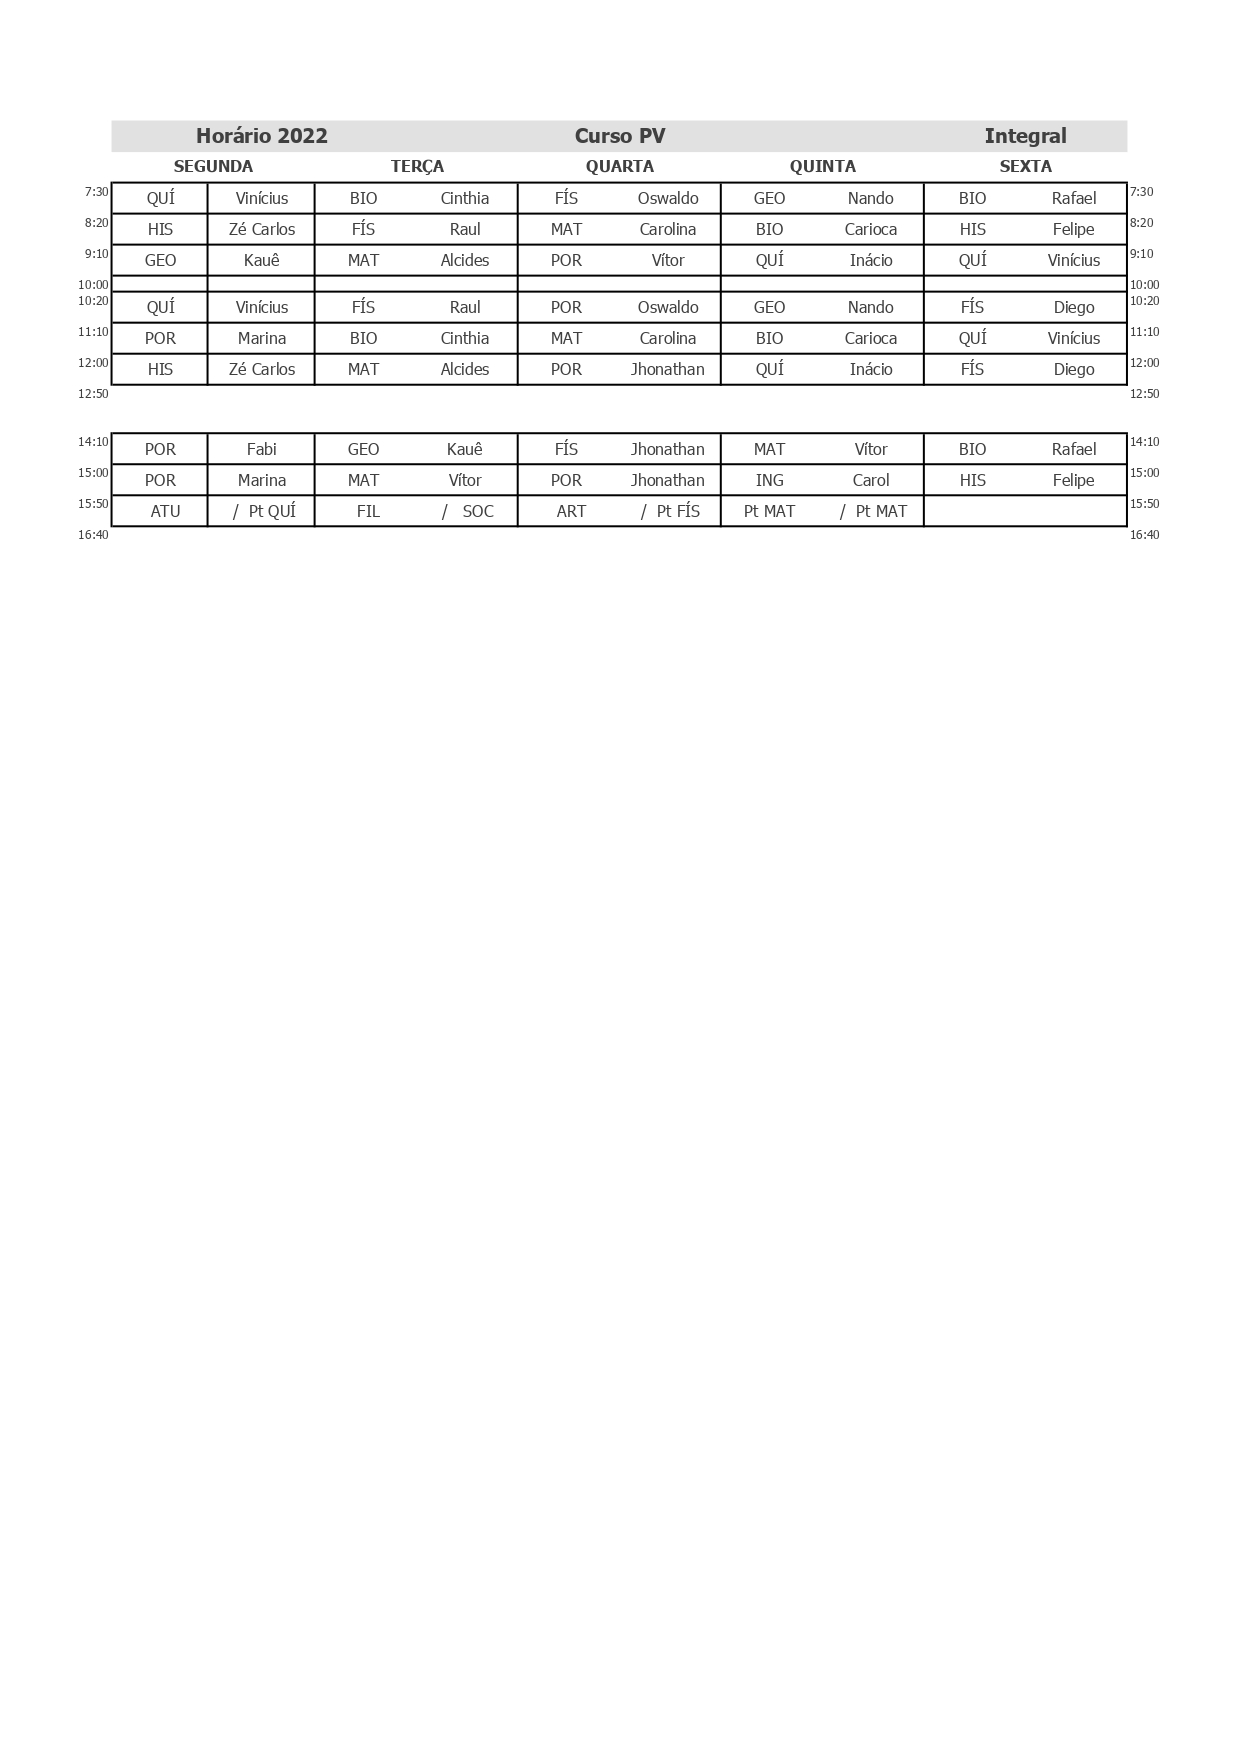 Horário 2022 Curso PV Integral
SEGUNDA TERÇA QUARTA QUINTA SEXTA
7:30 QUÍ Vinícius BIO Cinthia FÍS Oswaldo GEO Nando BIO Rafael 7:30
8:20 HIS Zé Carlos FÍS Raul MAT Carolina BIO Carioca HIS Felipe 8:20
9:10 GEO Kauê MAT Alcides POR Vítor QUÍ Inácio QUÍ Vinícius 9:10
10:00 10:00
10:20 QUÍ Vinícius FÍS Raul POR Oswaldo GEO Nando FÍS Diego 10:20
11:10 POR Marina BIO Cinthia MAT Carolina BIO Carioca QUÍ Vinícius 11:10
12:00 HIS Zé Carlos MAT Alcides POR Jhonathan QUÍ Inácio FÍS Diego 12:00
12:50 12:50
14:10 POR Fabi GEO Kauê FÍS Jhonathan MAT Vítor BIO Rafael 14:10
15:00 POR Marina MAT Vítor POR Jhonathan ING Carol HIS Felipe 15:00
15:50 ATU / Pt QUÍ FIL / SOC ART / Pt FÍS Pt MAT / Pt MAT 15:50
16:40 16:40